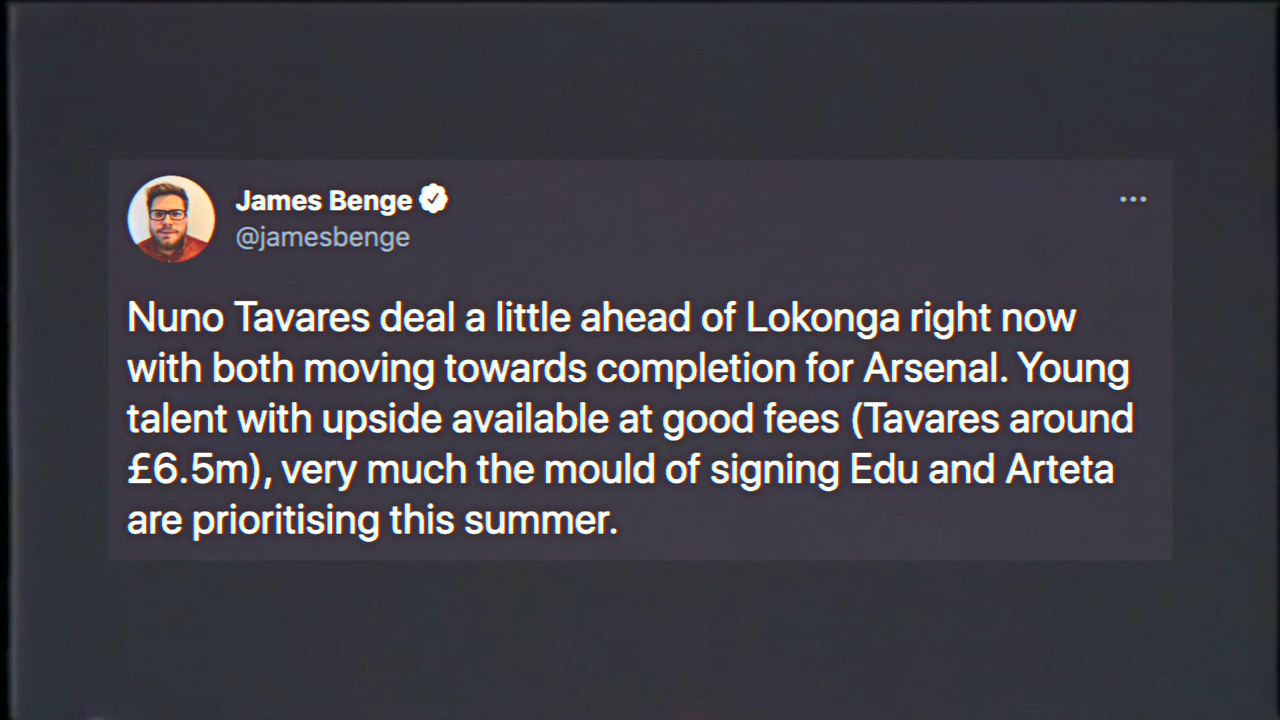 James Benge
@jamesbenge
Nuno Tavares deal a little ahead of Lokonga right now
with both moving towards completion for Arsenal. Young
talent with upside available at good fees (Tavares around
£6.5m), very much the mould of signing Edu and Arteta
are prioritising this summer.